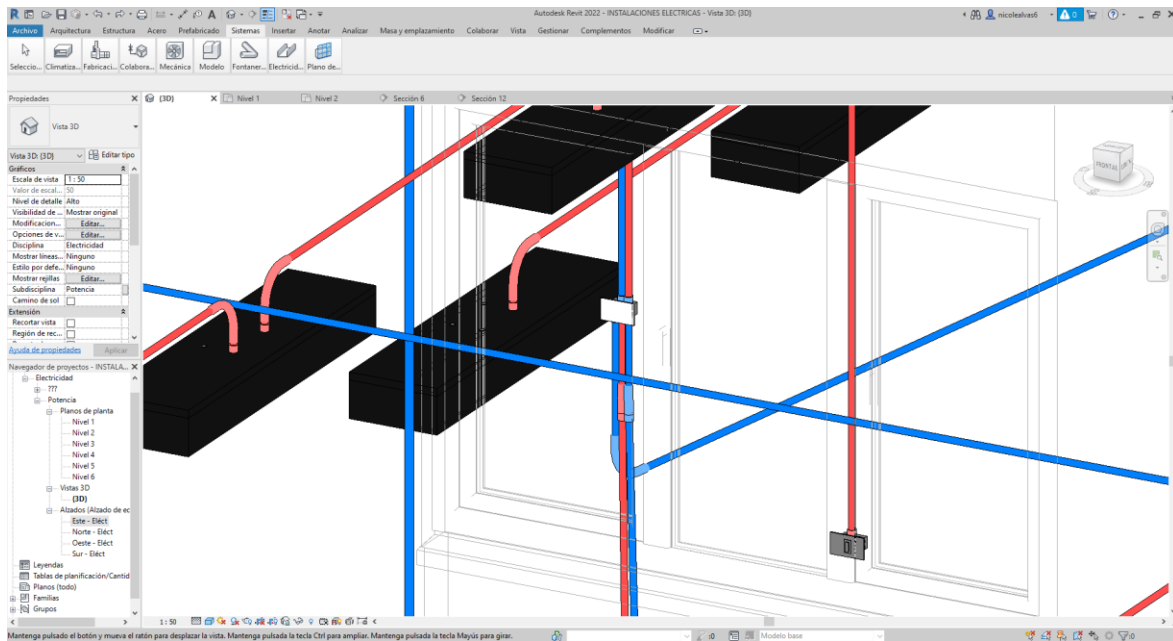 Autodesk Revit 2022 - INSTALACIONES ELECTRICAS - Vista 3D: {3D}
nicolealvas6
Archivo Arquitectura Estructura Acero Prefabricado Sistemas Insertar Anotar Analizar Masa y emplazamiento Colaborar Vista Gestionar Complementos Modificar
Seleccio... Climatiza... Fabricaci... Colabora... Mecánica Modelo Fontaner... Electricid... Plano de...
Propiedades
{3D} Nivel 1 Nivel 2 Sección 6 Sección 12
Vista 3D
Vista 3D: {3D} Editar tipo
Gráficos
Escala de vista 1 : 50
Valor de escal... 50
Nivel de detalle Alto
Visibilidad de ... Mostrar original
Modificacion... Editar...
Opciones de v... Editar...
Disciplina Electricidad
Mostrar líneas... Ninguno
Estilo por defe... Ninguno
Mostrar rejillas Editar...
Subdisciplina Potencia
Camino de sol
Extensión
Recortar vista
Región de rec...
Ayuda de propiedades Aplicar
Navegador de proyectos - INSTALA...
Electricidad
???
Potencia
Planos de planta
Nivel 1
Nivel 2
Nivel 3
Nivel 4
Nivel 5
Nivel 6
Vistas 3D
{3D}
Alzados (Alzado de ec
Este - Eléct
Norte - Eléct
Oeste - Eléct
Sur - Eléct
Leyendas
Tablas de planificación/Cantid
Planos (todo)
Familias
Grupos
FRONTAL
1 : 50
Mantenga pulsado el botón y mueva el ratón para desplazar la vista. Mantenga pulsada la tecla Ctrl para ampliar. Mantenga pulsada la tecla Mayús para girar.
:0 Modelo base :0